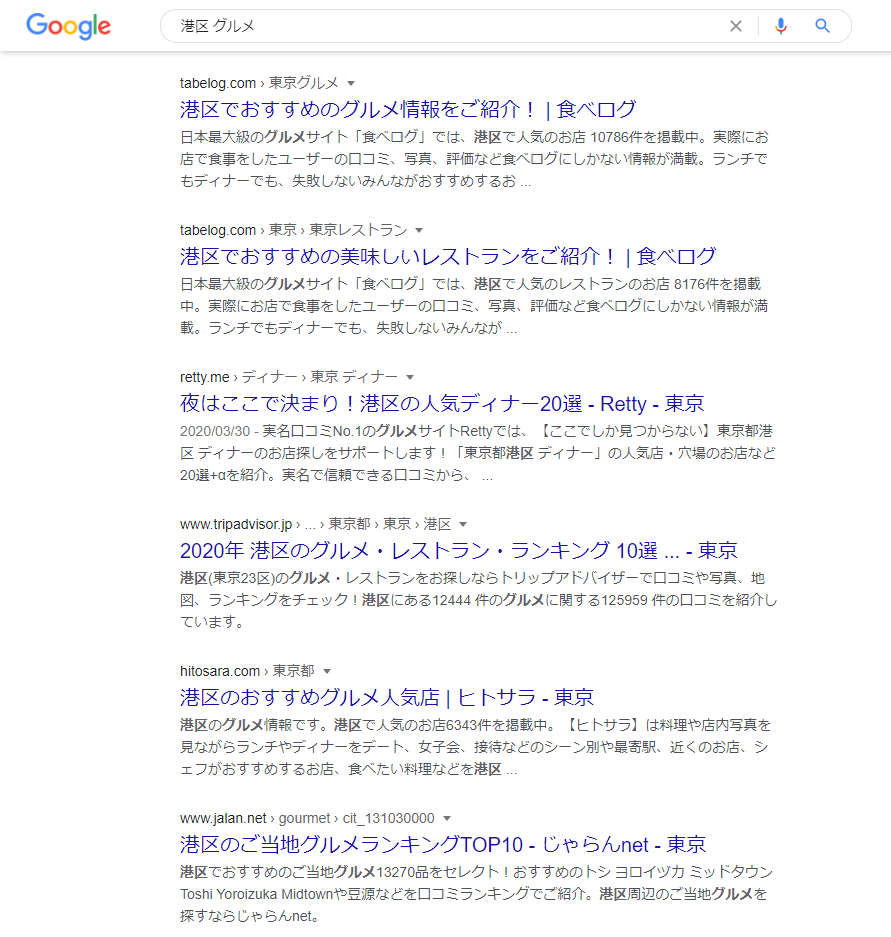 Google
港区 グルメ
tabelog.com › 東京グルメ
港区でおすすめのグルメ情報をご紹介！ | 食べログ
日本最大級のグルメサイト「食べログ」では、港区で人気のお店 10786件を掲載中。実際にお
店で食事をしたユーザーの口コミ、写真、評価など食べログにしかない情報が満載。ランチで
もディナーでも、失敗しないみんながおすすめするお ...
tabelog.com › 東京 › 東京レストラン
港区でおすすめの美味しいレストランをご紹介！ | 食べログ
日本最大級のグルメサイト「食べログ」では、港区で人気のレストランのお店 8176件を掲載
中。実際にお店で食事をしたユーザーの口コミ、写真、評価など食べログにしかない情報が満
載。ランチでもディナーでも、失敗しないみんなが ...
retty.me › ディナー › 東京 ディナー
夜はここで決まり！港区の人気ディナー20選 - Retty - 東京
2020/03/30 - 実名口コミNo.1のグルメサイトRettyでは、【ここでしか見つからない】東京都港
区 ディナーのお店探しをサポートします！「東京都港区 ディナー」の人気店・穴場のお店など
20選+αを紹介。実名で信頼できる口コミから、 ...
www.tripadvisor.jp › ... › 東京都 › 東京 › 港区
2020年 港区のグルメ・レストラン・ランキング 10選 ... - 東京
港区(東京23区)のグルメ・レストランをお探しならトリップアドバイザーで口コミや写真、地
図、ランキングをチェック！港区にある12444 件のグルメに関する125959 件の口コミを紹介し
ています。
hitosara.com › 東京都
港区のおすすめグルメ人気店 | ヒトサラ - 東京
港区のグルメ情報です。港区で人気のお店6343件を掲載中。【ヒトサラ】は料理や店内写真を
見ながらランチやディナーをデート、女子会、接待などのシーン別や最寄駅、近くのお店、シ
ェフがおすすめするお店、食べたい料理などを港区 ...
www.jalan.net › gourmet › cit_131030000
港区のご当地グルメランキングTOP10 - じゃらんnet - 東京
港区でおすすめのご当地グルメ13270品をセレクト！おすすめのトシ ヨロイヅカ ミッドタウン
Toshi Yoroizuka Midtownや豆源などを口コミランキングでご紹介。港区周辺のご当地グルメを
探すならじゃらんnet。